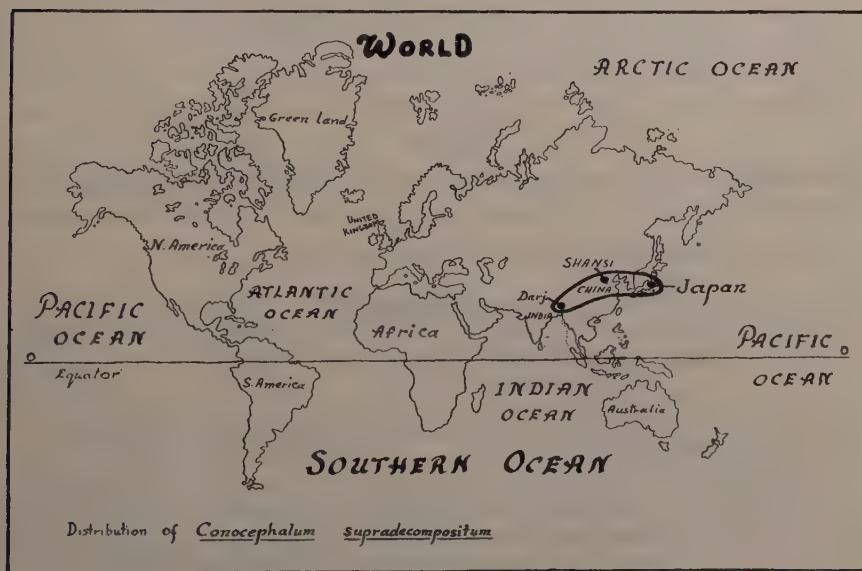 WORLD
ARCTIC OCEAN
Green land
UNITED
KINGDOM
N. America
SHANSI
CHINA
Japan
ATLANTIC
OCEAN
Darj.
INDIA
PACIFIC
OCEAN
Africa
PACIFIC
OCEAN
O
O
Equator
S. America
INDIAN
OCEAN
Australia
SOUTHERN OCEAN
Distribution of Conocephalum supradecompositum